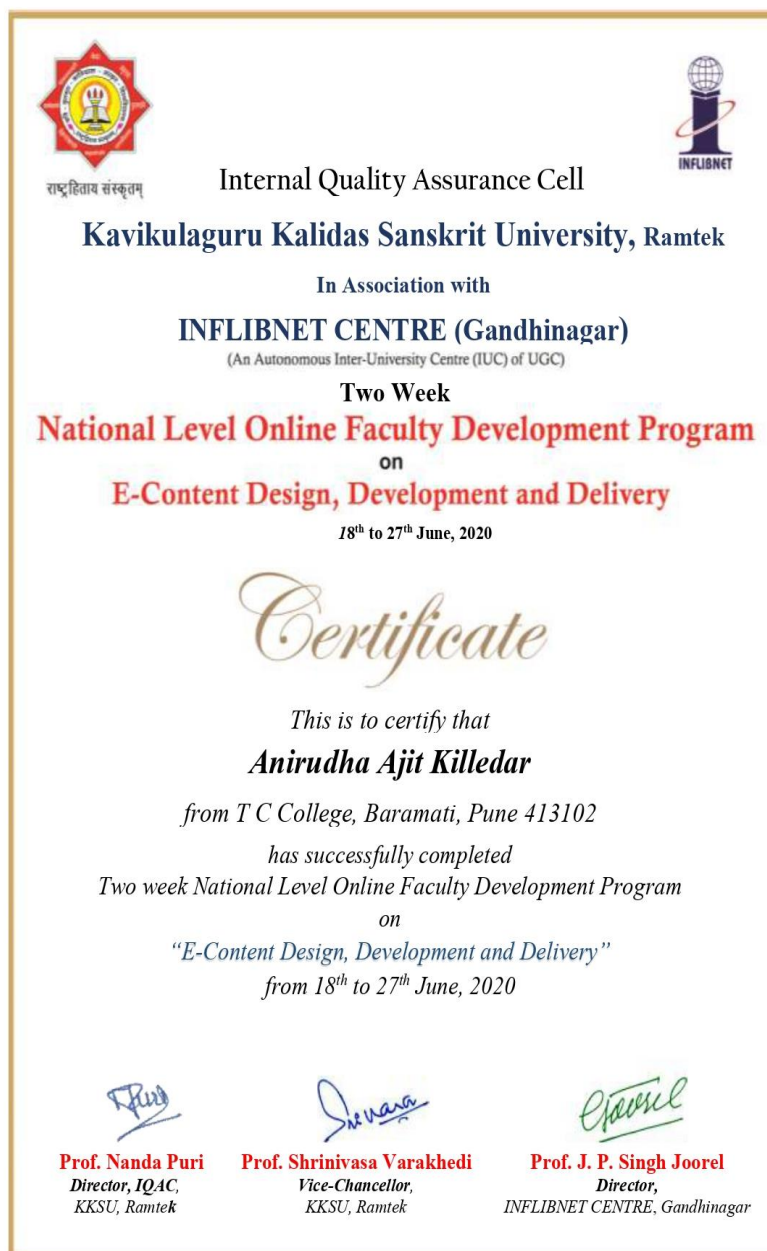 राष्ट्रहिताय संस्कृतम्
INFLIBNET
Internal Quality Assurance Cell
Kavikulaguru Kalidas Sanskrit University, Ramtek
In Association with
INFLIBNET CENTRE (Gandhinagar)
(An Autonomous Inter-University Centre (IUC) of UGC)
Two Week
National Level Online Faculty Development Program
on
E-Content Design, Development and Delivery
18th to 27th June, 2020
Certificate
This is to certify that
Anirudha Ajit Killedar
from T C College, Baramati, Pune 413102
has successfully completed
Two week National Level Online Faculty Development Program
on
“E-Content Design, Development and Delivery”
from 18th to 27th June, 2020
Prof. Nanda Puri
Director, IQAC,
KKSU, Ramtek
Prof. Shrinivasa Varakhedi
Vice-Chancellor,
KKSU, Ramtek
Prof. J. P. Singh Joorel
Director,
INFLIBNET CENTRE, Gandhinagar